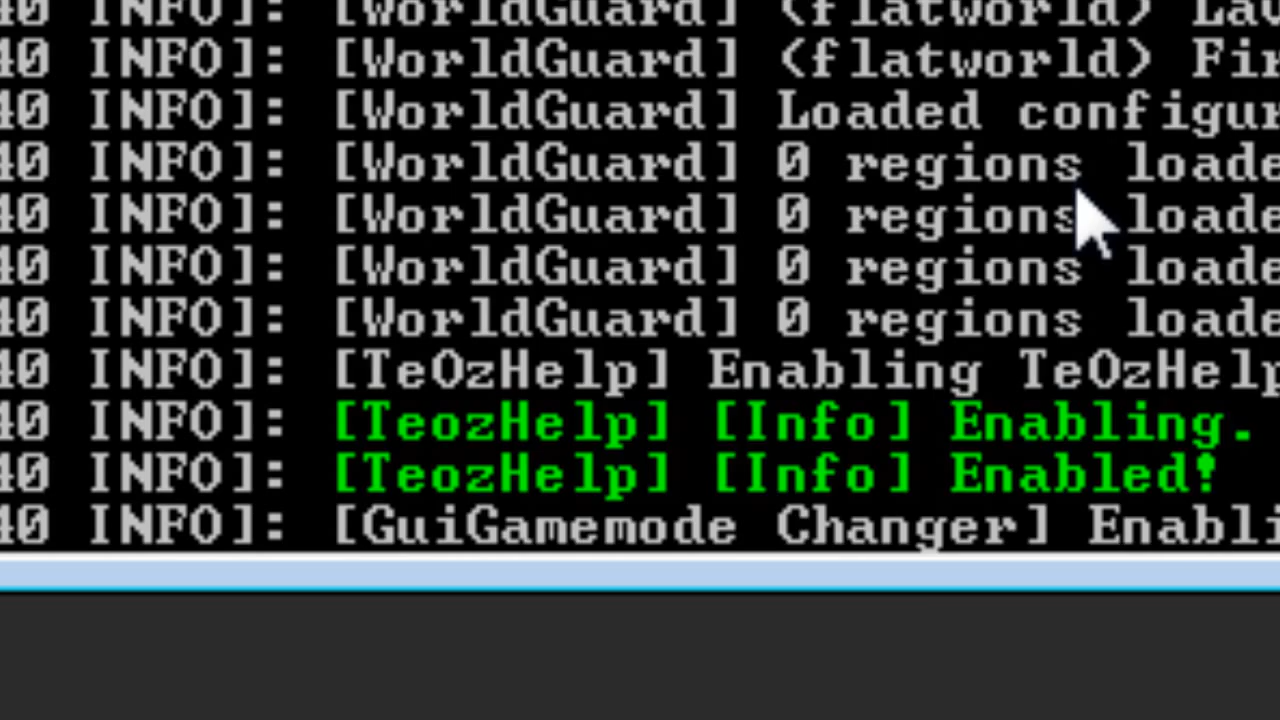 40 INFO]: [WorldGuard] (flatworld)
40 INFO]: [WorldGuard] (flatworld)
40 INFO]: [WorldGuard] Loaded
40 INFO]: [WorldGuard] 0 regions
40 INFO]: [WorldGuard] 0 regions
40 INFO]: [WorldGuard] 0 regions
40 INFO]: [WorldGuard] 0 regions
40 INFO]: [TeOzHelp] Enabling TeOzHelp
40 INFO]: [TeozHelp] [Info] Enabling.
40 INFO]: [TeozHelp] [Info] Enabled!
40 INFO]: [GuiGamemode Changer]